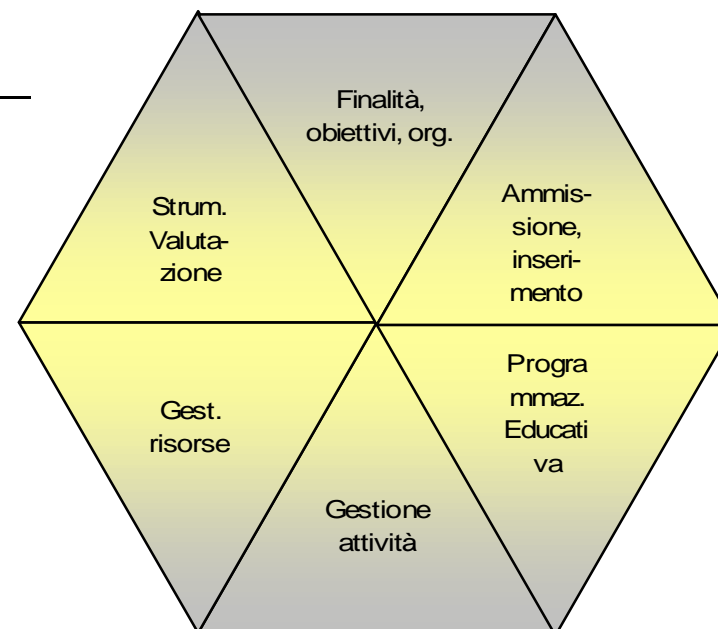 Finalità,
obiettivi, org.
Ammis-
sione,
inseri-
mento
Progra
mmaz.
Educati
va
Gestione
attività
Gest.
risorse
Strum.
Valuta-
zione